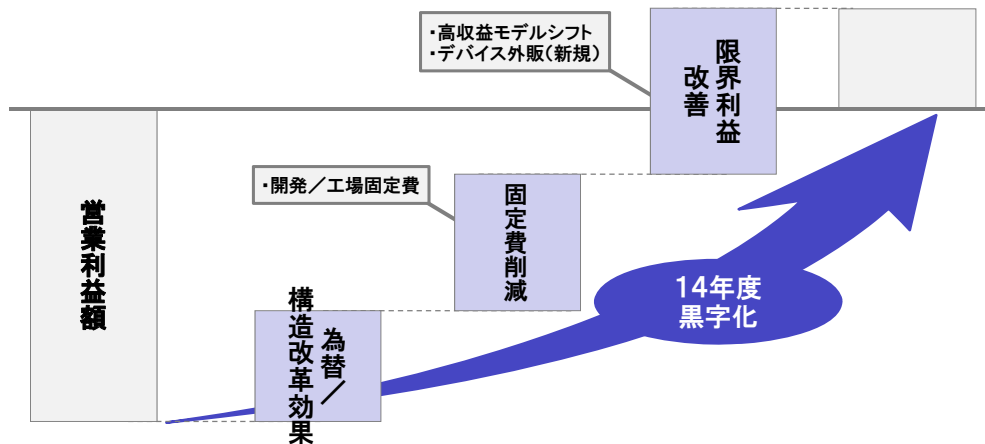 ・高収益モデルシフト
・デバイス外販（新規）
限界利益
改善
・開発／工場固定費
固定費削減
営業利益額
為替／
構造改革効果
14年度
黒字化